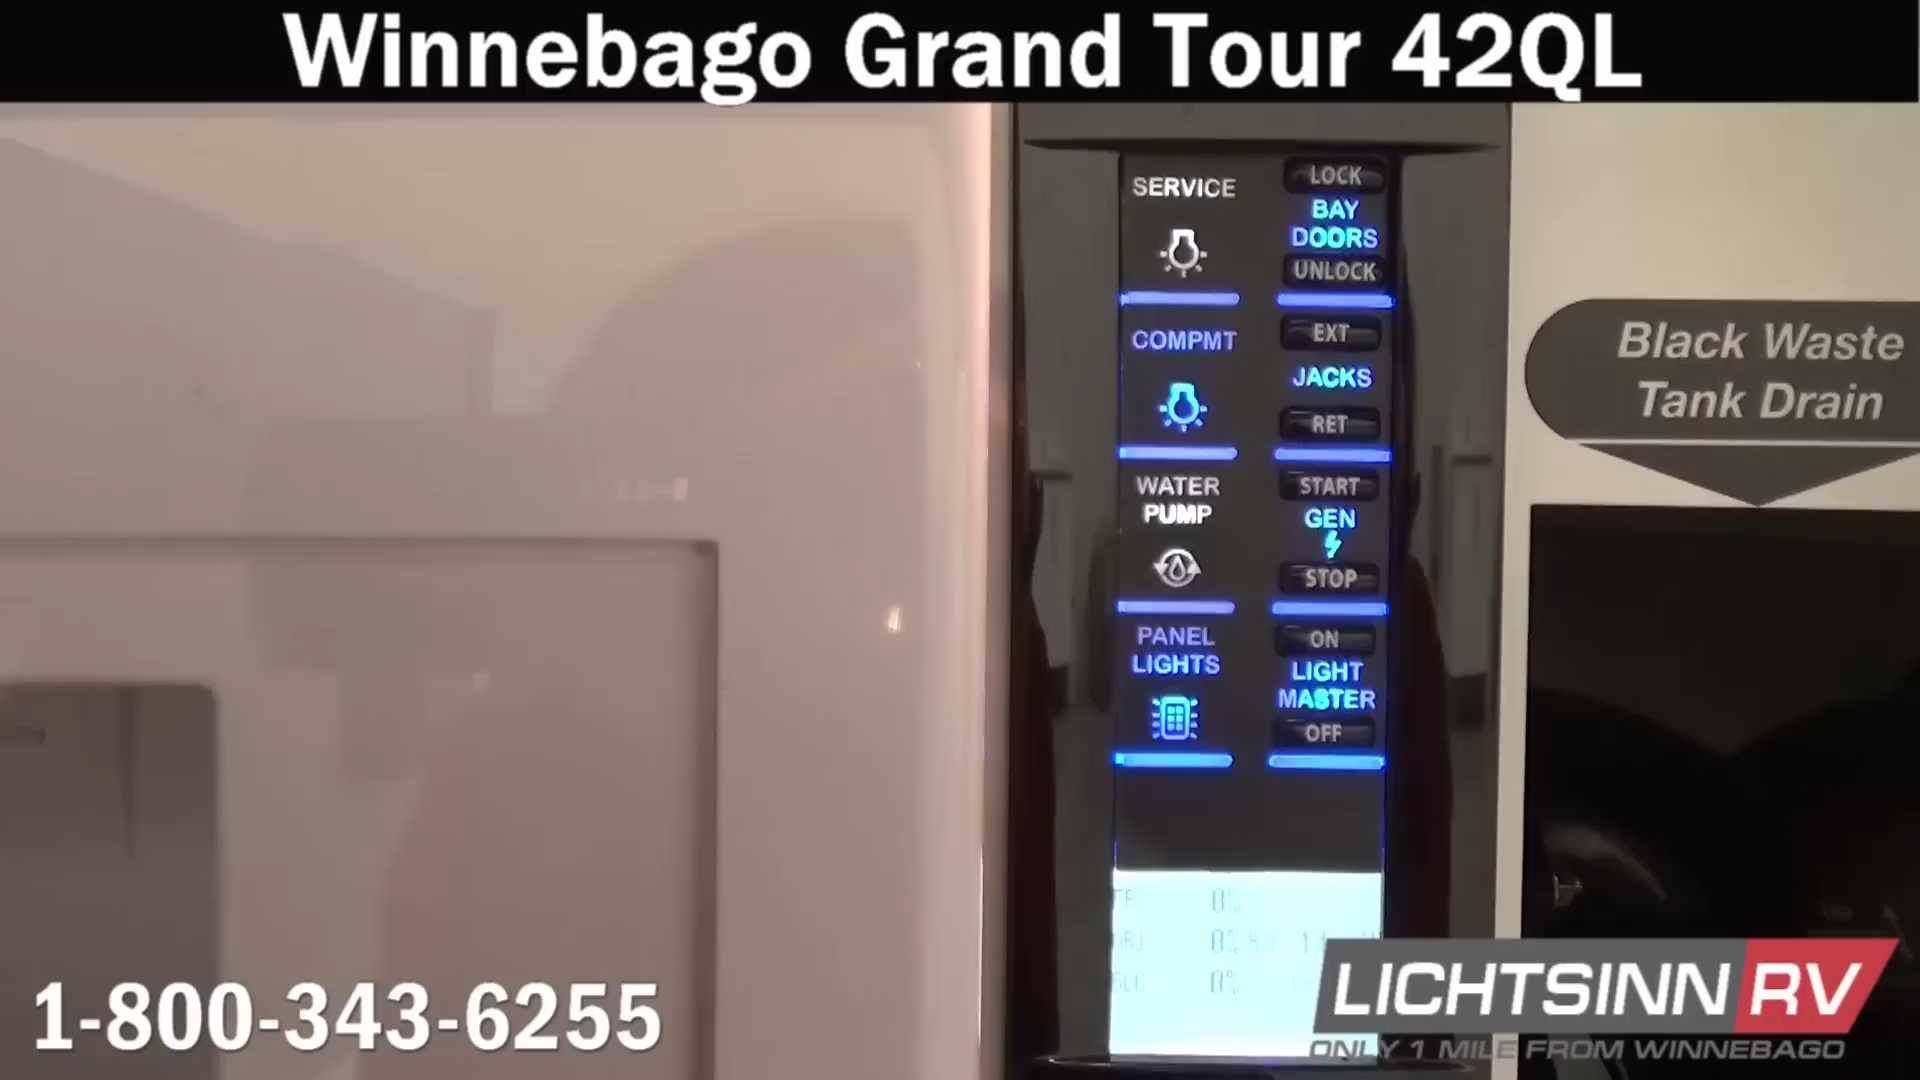 Winnebago Grand Tour 42QL
SERVICE
LOCK
BAY
DOORS
UNLOCK
COMPMT
EXT
JACKS
RET
WATER
PUMP
START
GEN
STOP
PANEL
LIGHTS
ON
LIGHT
MASTER
OFF
0%
0%
0%
Black Waste
Tank Drain
1-800-343-6255
LICHTSINN RV
ONLY 1 MILE FROM WINNEBAGO